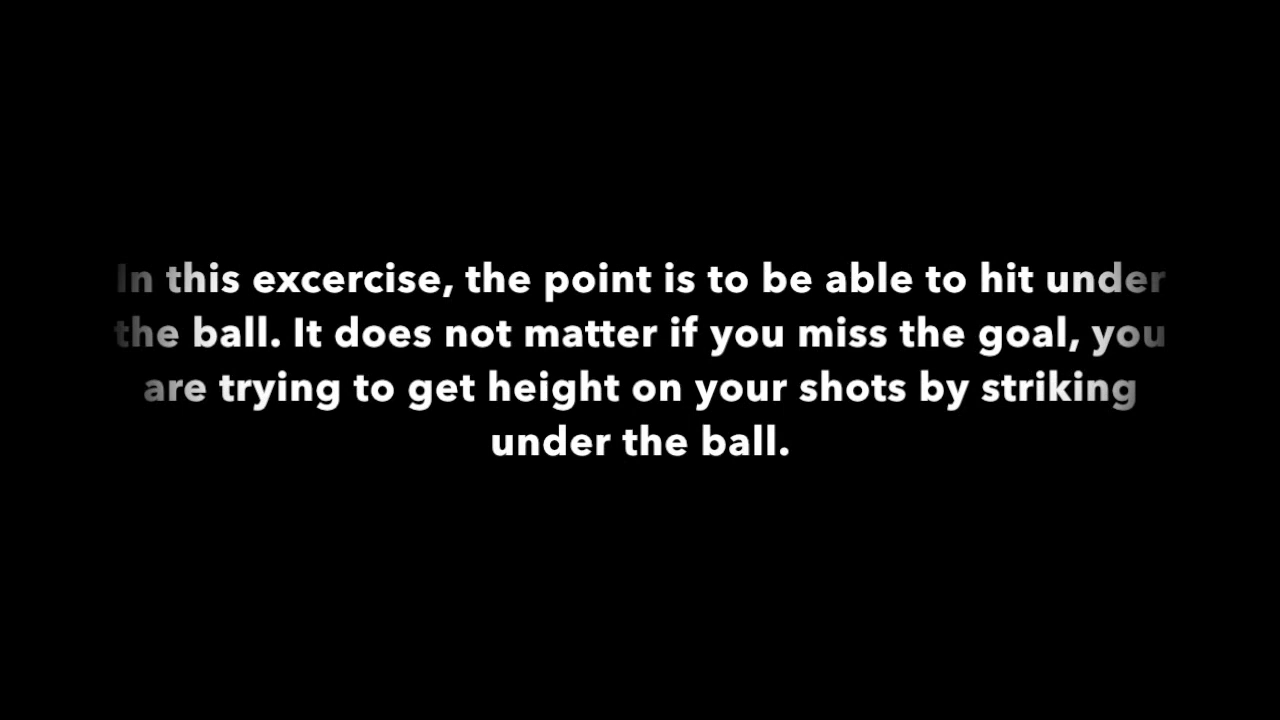 In this excercise, the point is to be able to hit under
the ball. It does not matter if you miss the goal, you
are trying to get height on your shots by striking
under the ball.